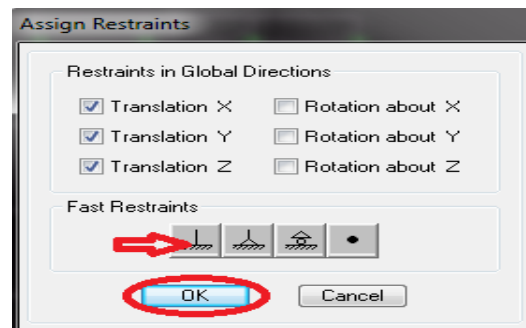 Assign Restraints
Restraints in Global Directions
Translation X Rotation about X
Translation Y Rotation about Y
Translation Z Rotation about Z
Fast Restraints
OK Cancel